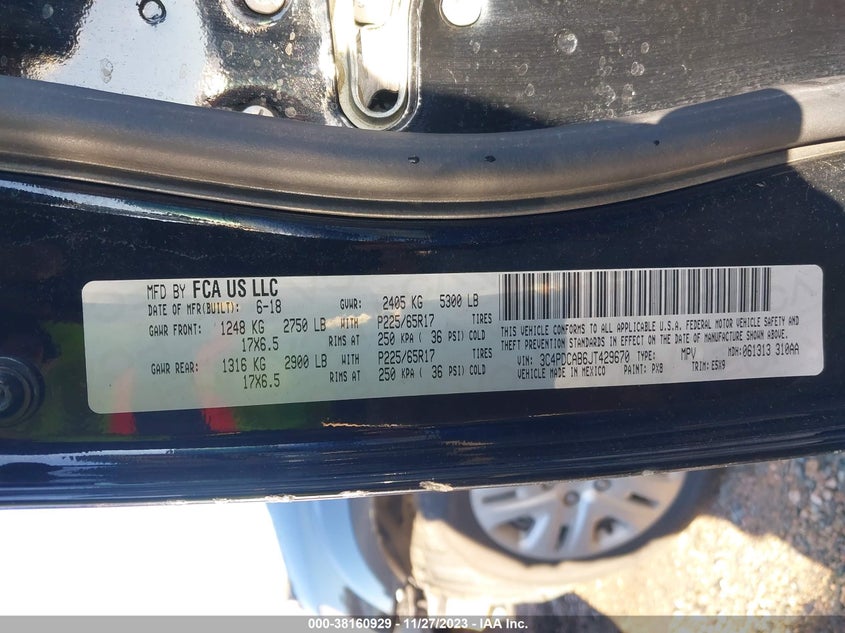 MFD BY FCA US LLC
DATE OF MFR(BUILT): 6-18 GVWR: 2405 KG 5300 LB
GAWR FRONT: 1248 KG 2750 LB WITH P225/65R17 TIRES
17X6.5 RIMS AT 250 KPA ( 36 PSI) COLD
GAWR REAR: 1316 KG 2900 LB WITH P225/65R17 TIRES
17X6.5 RIMS AT 250 KPA ( 36 PSI) COLD
THIS VEHICLE CONFORMS TO ALL APPLICABLE U.S.A. FEDERAL MOTOR VEHICLE SAFETY AND
THEFT PREVENTION STANDARDS IN EFFECT ON THE DATE OF MANUFACTURE SHOWN ABOVE.
VIN: 3C4PDCAB6JT429670 TYPE: MPV MDH:061313 310AA
VEHICLE MADE IN MEXICO PAINT: PX8 TRIM: E5X9
000-38160929 - 11/27/2023 - IAA, Inc.